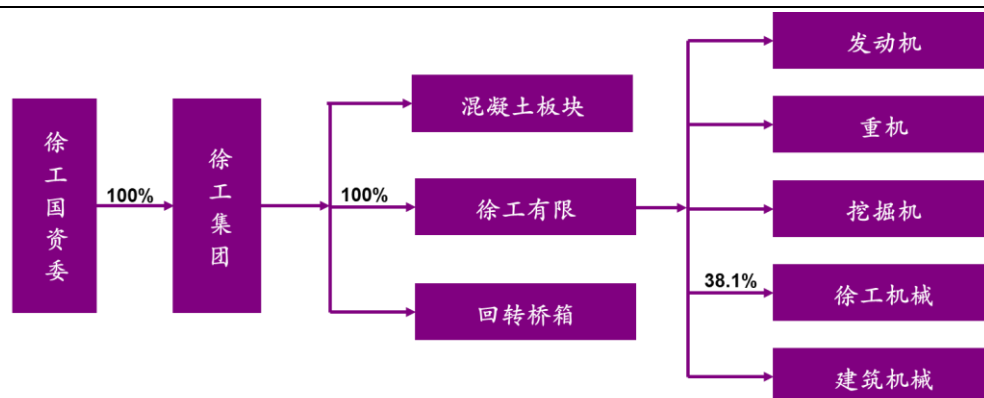 徐工国资委
100%
徐工集团
100%
混凝土板块
徐工有限
回转桥箱
38.1%
发动机
重机
挖掘机
徐工机械
建筑机械